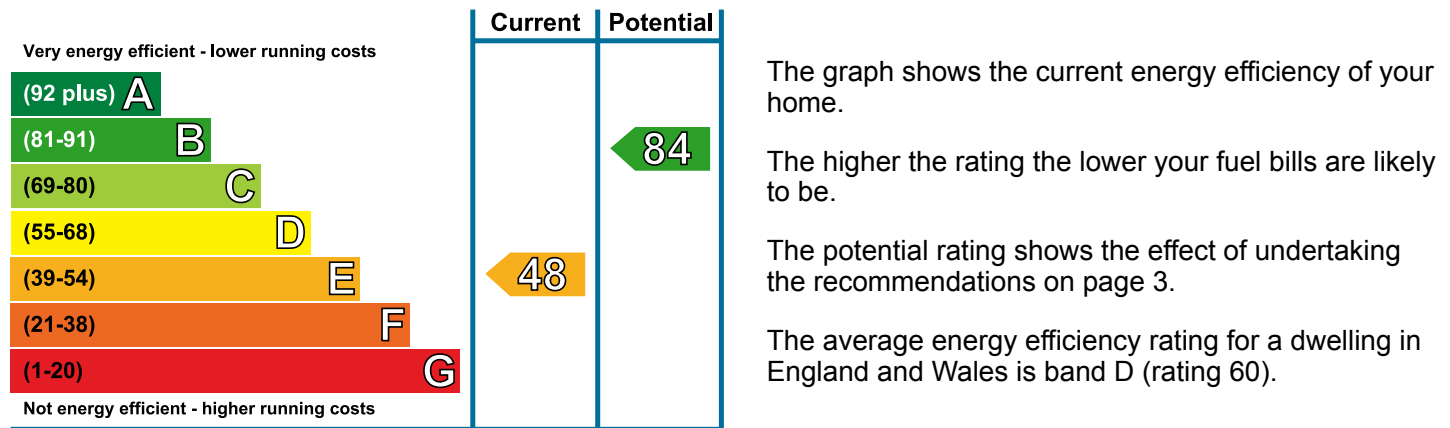 Current Potential
Very energy efficient - lower running costs
(92 plus) A
(81-91) B
84
(69-80) C
(55-68) D
(39-54) E
48
(21-38) F
(1-20) G
Not energy efficient - higher running costs
The graph shows the current energy efficiency of your
home.
The higher the rating the lower your fuel bills are likely
to be.
The potential rating shows the effect of undertaking
the recommendations on page 3.
The average energy efficiency rating for a dwelling in
England and Wales is band D (rating 60).